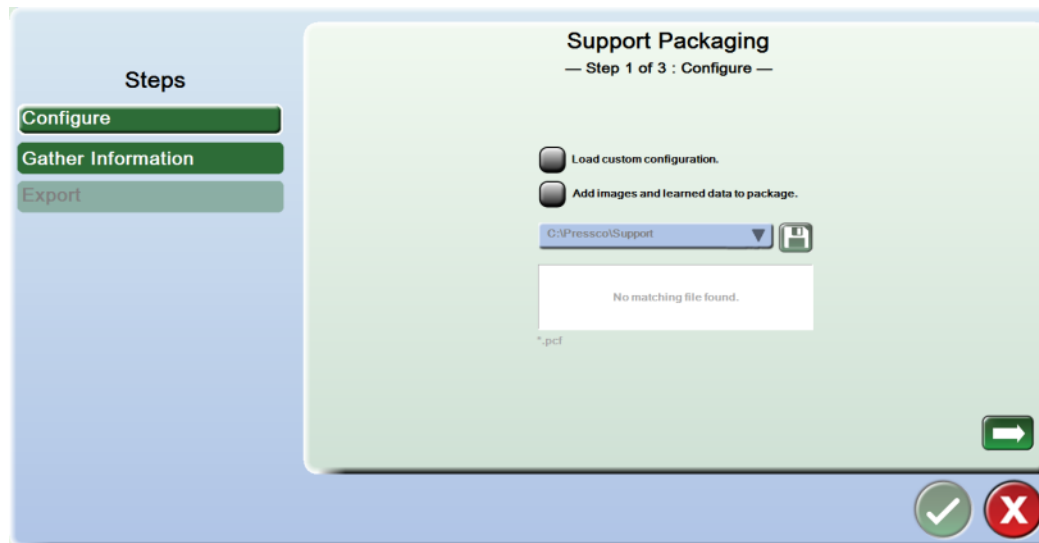 Support Packaging
— Step 1 of 3 : Configure —
Steps
Configure
Gather Information
Export
Load custom configuration.
Add images and learned data to package.
C:\Pressco\Support
No matching file found.
*.pcf